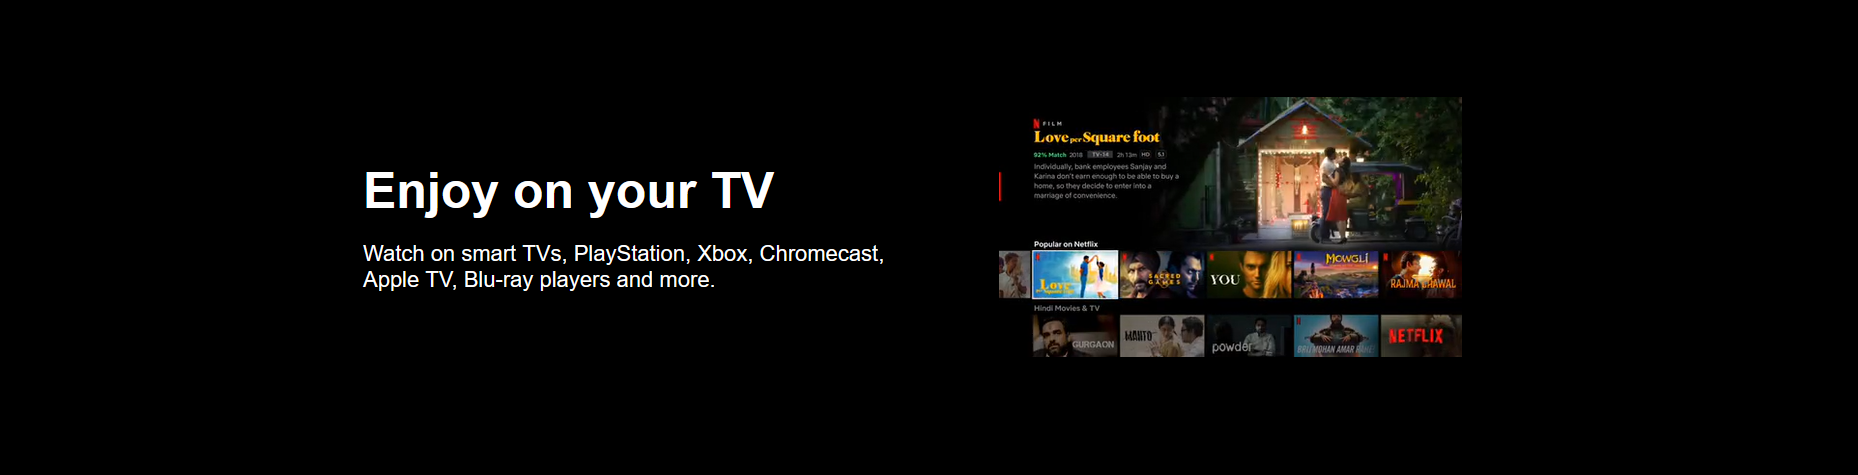 Enjoy on your TV
Watch on smart TVs, PlayStation, Xbox, Chromecast,
Apple TV, Blu-ray players and more.
N FILM
Love per Square foot
92% Match 2018 TV-14 2h 13m HD 5.1
Individually, bank employees Sanjay and
Karina don't earn enough to be able to buy a
home, so they decide to enter into a
marriage of convenience.
Popular on Netflix
Love per Square Foot
SACRED GAMES
YOU
MOWGLI
RAJMA CHAWAL
Hindi Movies & TV
GURGAON
MANTO
powder
BRIJ MOHAN AMAR RAHE
NETFLIX